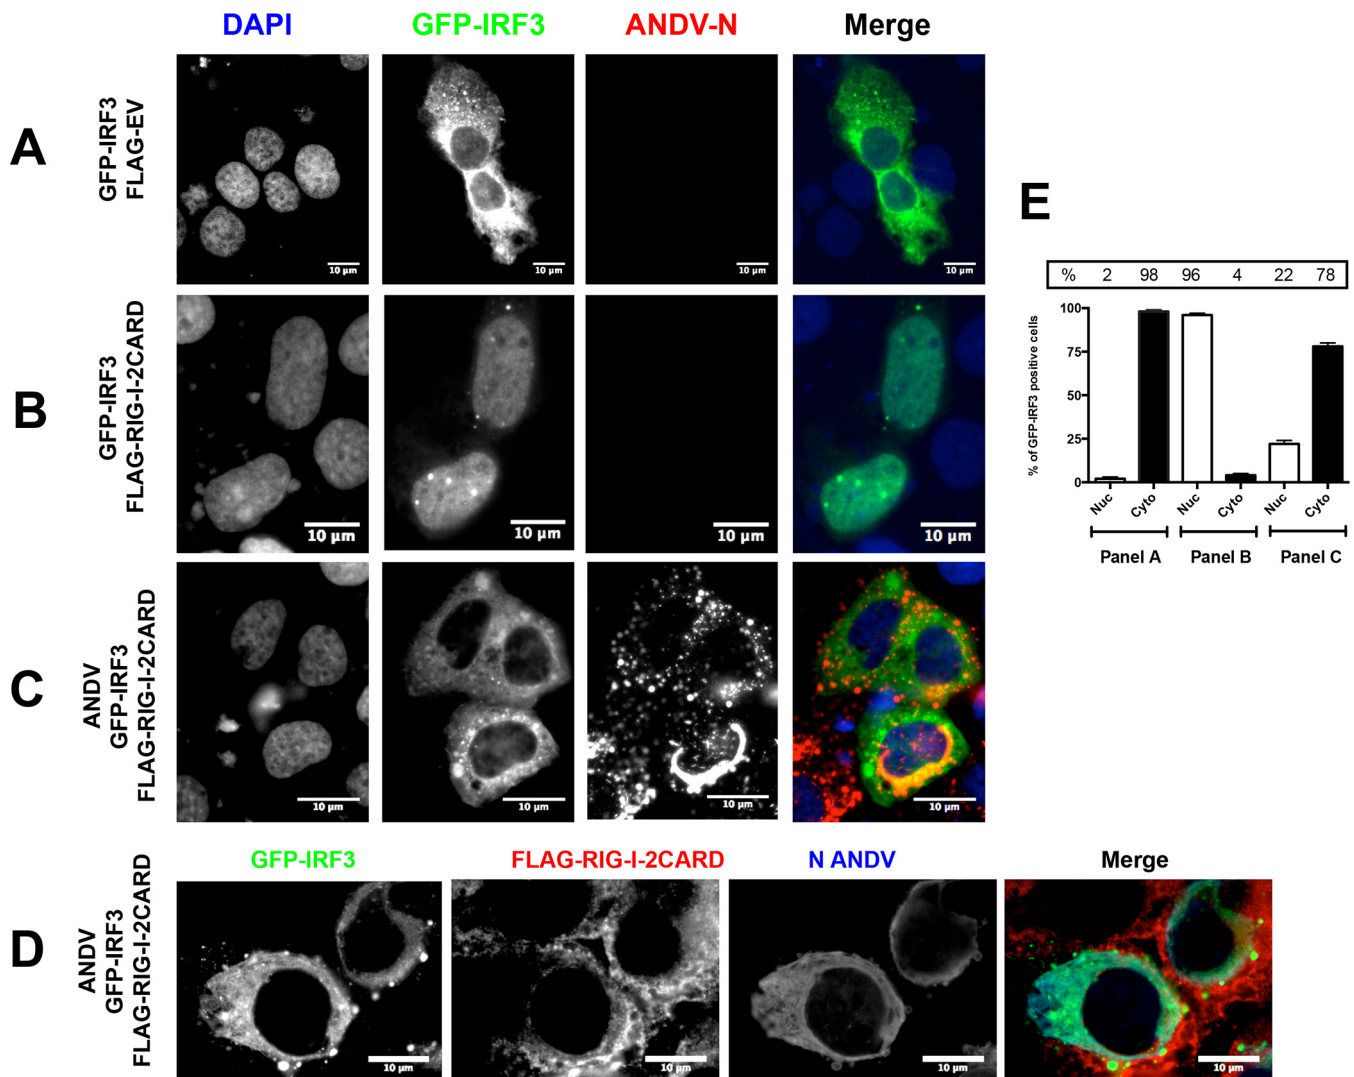 DAPI GFP-IRF3 ANDV-N Merge
A
GFP-IRF3
FLAG-EV
10 µm 10 µm 10 µm 10 µm
B
GFP-IRF3
FLAG-RIG-I-2CARD
10 µm 10 µm 10 µm 10 µm
C
ANDV
GFP-IRF3
FLAG-RIG-I-2CARD
10 µm 10 µm 10 µm 10 µm
GFP-IRF3 FLAG-RIG-I-2CARD N ANDV Merge
D
ANDV
GFP-IRF3
FLAG-RIG-I-2CARD
10 µm 10 µm 10 µm 10 µm
E
% 2 98 96 4 22 78
% of GFP-IRF3 positive cells
100
75
50
25
0
Nuc Cyto Nuc Cyto Nuc Cyto
Panel A Panel B Panel C